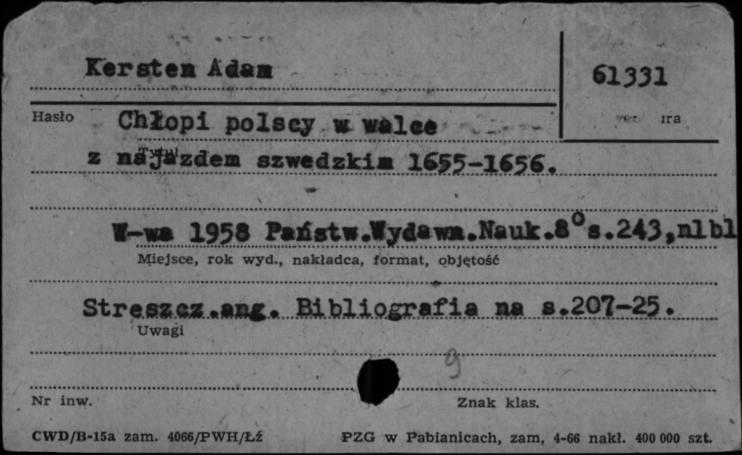 Kersten Adam
61331
Hasło
ra
Chłopi polscy w walce
Tytuł
z najazdem szwedzkim 1655-1656.
W-wa 1958 Państw.Wydawn.Nauk.8°s.243,nlbl
Miejsce, rok wyd., nakładca, format, objętość
Streszcz.ang. Bibliografia na s.207-25.
Uwagi
9
Nr inw.
Znak klas.
CWD/B-15a zam. 4066/PWH/Łź
PZG w Pabianicach, zam. 4-66 nakł. 400 000 szt.